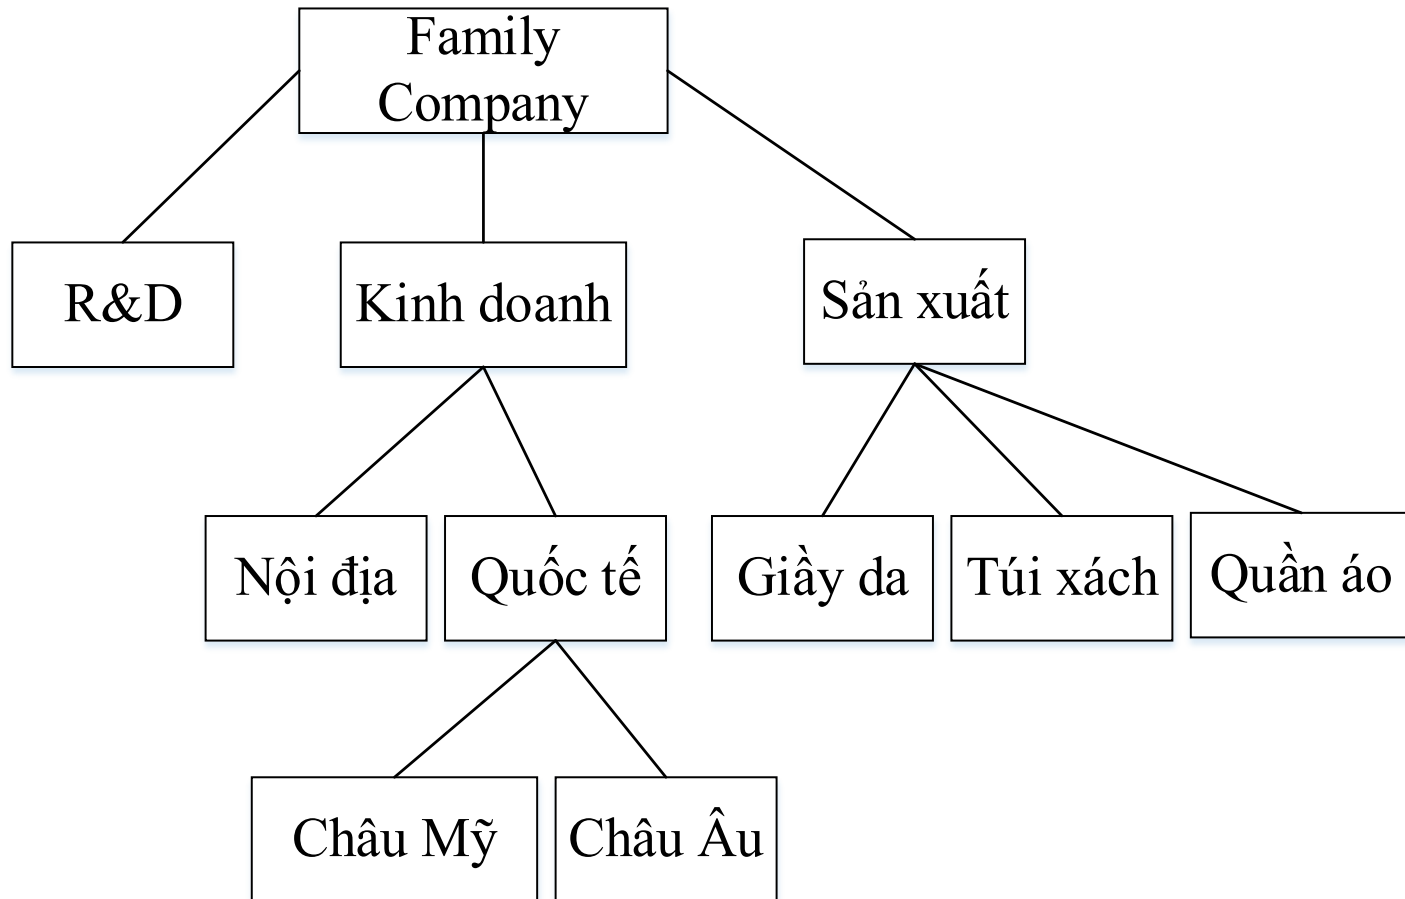 Family
Company
R&D
Kinh doanh
Sản xuất
Nội địa
Quốc tế
Giầy da
Túi xách
Quần áo
Châu Mỹ
Châu Âu